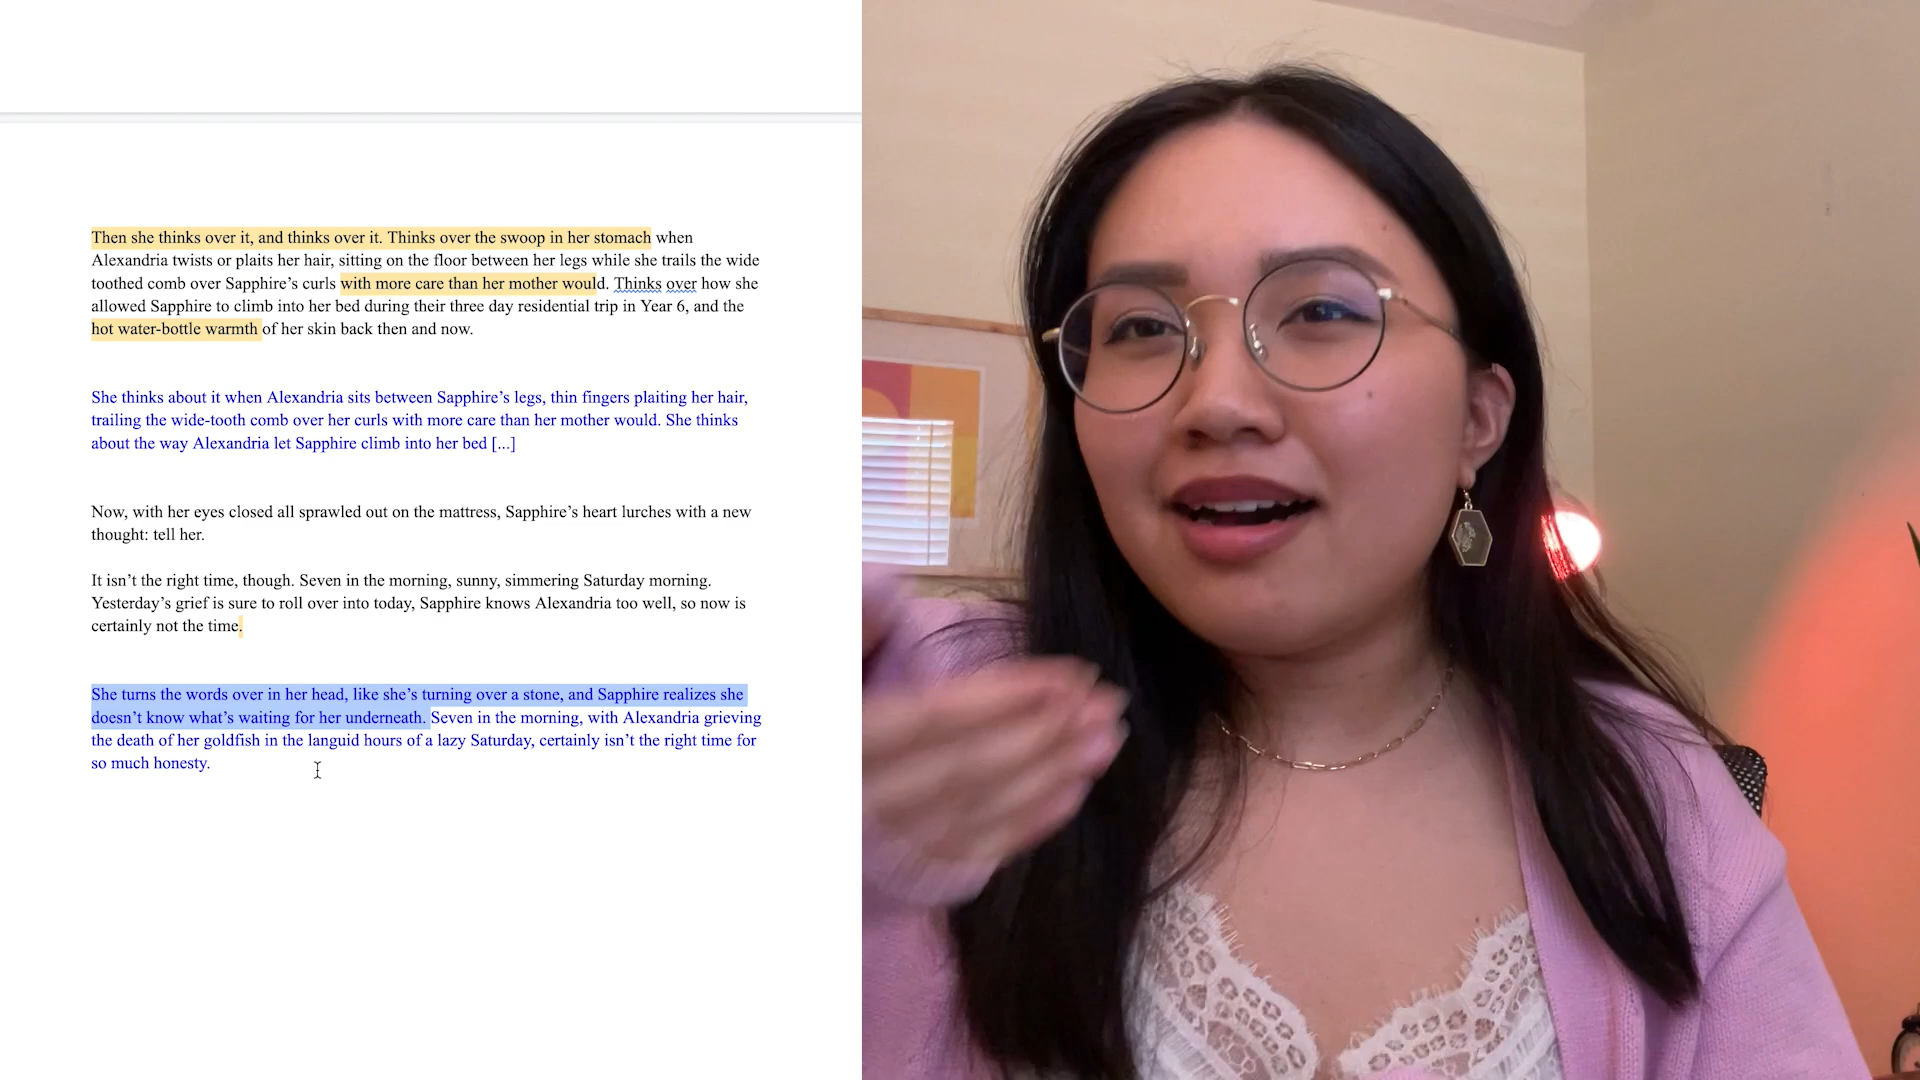 Then she thinks over it, and thinks over it. Thinks over the swoop in her stomach when
Alexandria twists or plaits her hair, sitting on the floor between her legs while she trails the wide
toothed comb over Sapphire’s curls with more care than her mother would. Thinks over how she
allowed Sapphire to climb into her bed during their three day residential trip in Year 6, and the
hot water-bottle warmth of her skin back then and now.
She thinks about it when Alexandria sits between Sapphire’s legs, thin fingers plaiting her hair,
trailing the wide-tooth comb over her curls with more care than her mother would. She thinks
about the way Alexandria let Sapphire climb into her bed [...]
Now, with her eyes closed all sprawled out on the mattress, Sapphire’s heart lurches with a new
thought: tell her.
It isn’t the right time, though. Seven in the morning, sunny, simmering Saturday morning.
Yesterday’s grief is sure to roll over into today, Sapphire knows Alexandria too well, so now is
certainly not the time.
She turns the words over in her head, like she’s turning over a stone, and Sapphire realizes she
doesn’t know what’s waiting for her underneath. Seven in the morning, with Alexandria grieving
the death of her goldfish in the languid hours of a lazy Saturday, certainly isn’t the right time for
so much honesty.